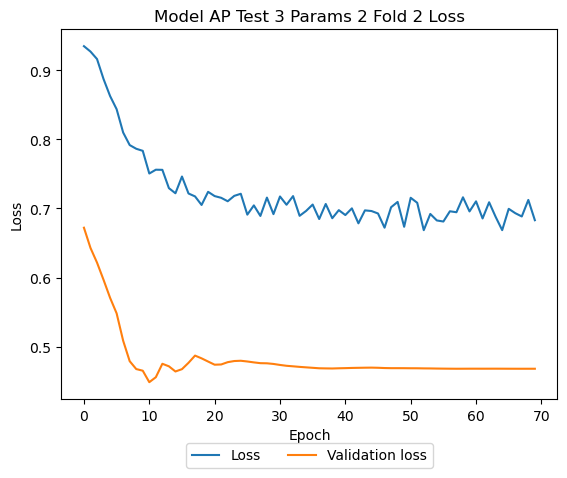 Model AP Test 3 Params 2 Fold 2 Loss
Loss
0.9
0.8
0.7
0.6
0.5
0 10 20 30 40 50 60 70
Epoch
Loss Validation loss